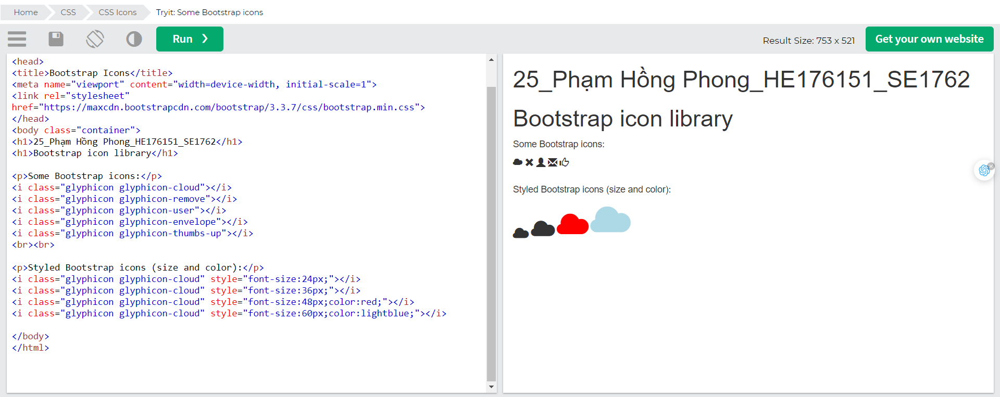 Home CSS CSS Icons Tryit: Some Bootstrap icons
Run ❯ Result Size: 753 x 521 Get your own website
<head>
<title>Bootstrap Icons</title>
<meta name="viewport" content="width=device-width, initial-scale=1">
<link rel="stylesheet"
href="https://maxcdn.bootstrapcdn.com/bootstrap/3.3.7/css/bootstrap.min.css">
</head>
<body class="container">
<h1>25_Phạm Hồng Phong_HE176151_SE1762</h1>
<h1>Bootstrap icon library</h1>
<p>Some Bootstrap icons:</p>
<i class="glyphicon glyphicon-cloud"></i>
<i class="glyphicon glyphicon-remove"></i>
<i class="glyphicon glyphicon-user"></i>
<i class="glyphicon glyphicon-envelope"></i>
<i class="glyphicon glyphicon-thumbs-up"></i>
<br><br>
<p>Styled Bootstrap icons (size and color):</p>
<i class="glyphicon glyphicon-cloud" style="font-size:24px;"></i>
<i class="glyphicon glyphicon-cloud" style="font-size:36px;"></i>
<i class="glyphicon glyphicon-cloud" style="font-size:48px;color:red;"></i>
<i class="glyphicon glyphicon-cloud" style="font-size:60px;color:lightblue;"></i>
</body>
</html>
25_Phạm Hồng Phong_HE176151_SE1762
Bootstrap icon library
Some Bootstrap icons:
Styled Bootstrap icons (size and color):